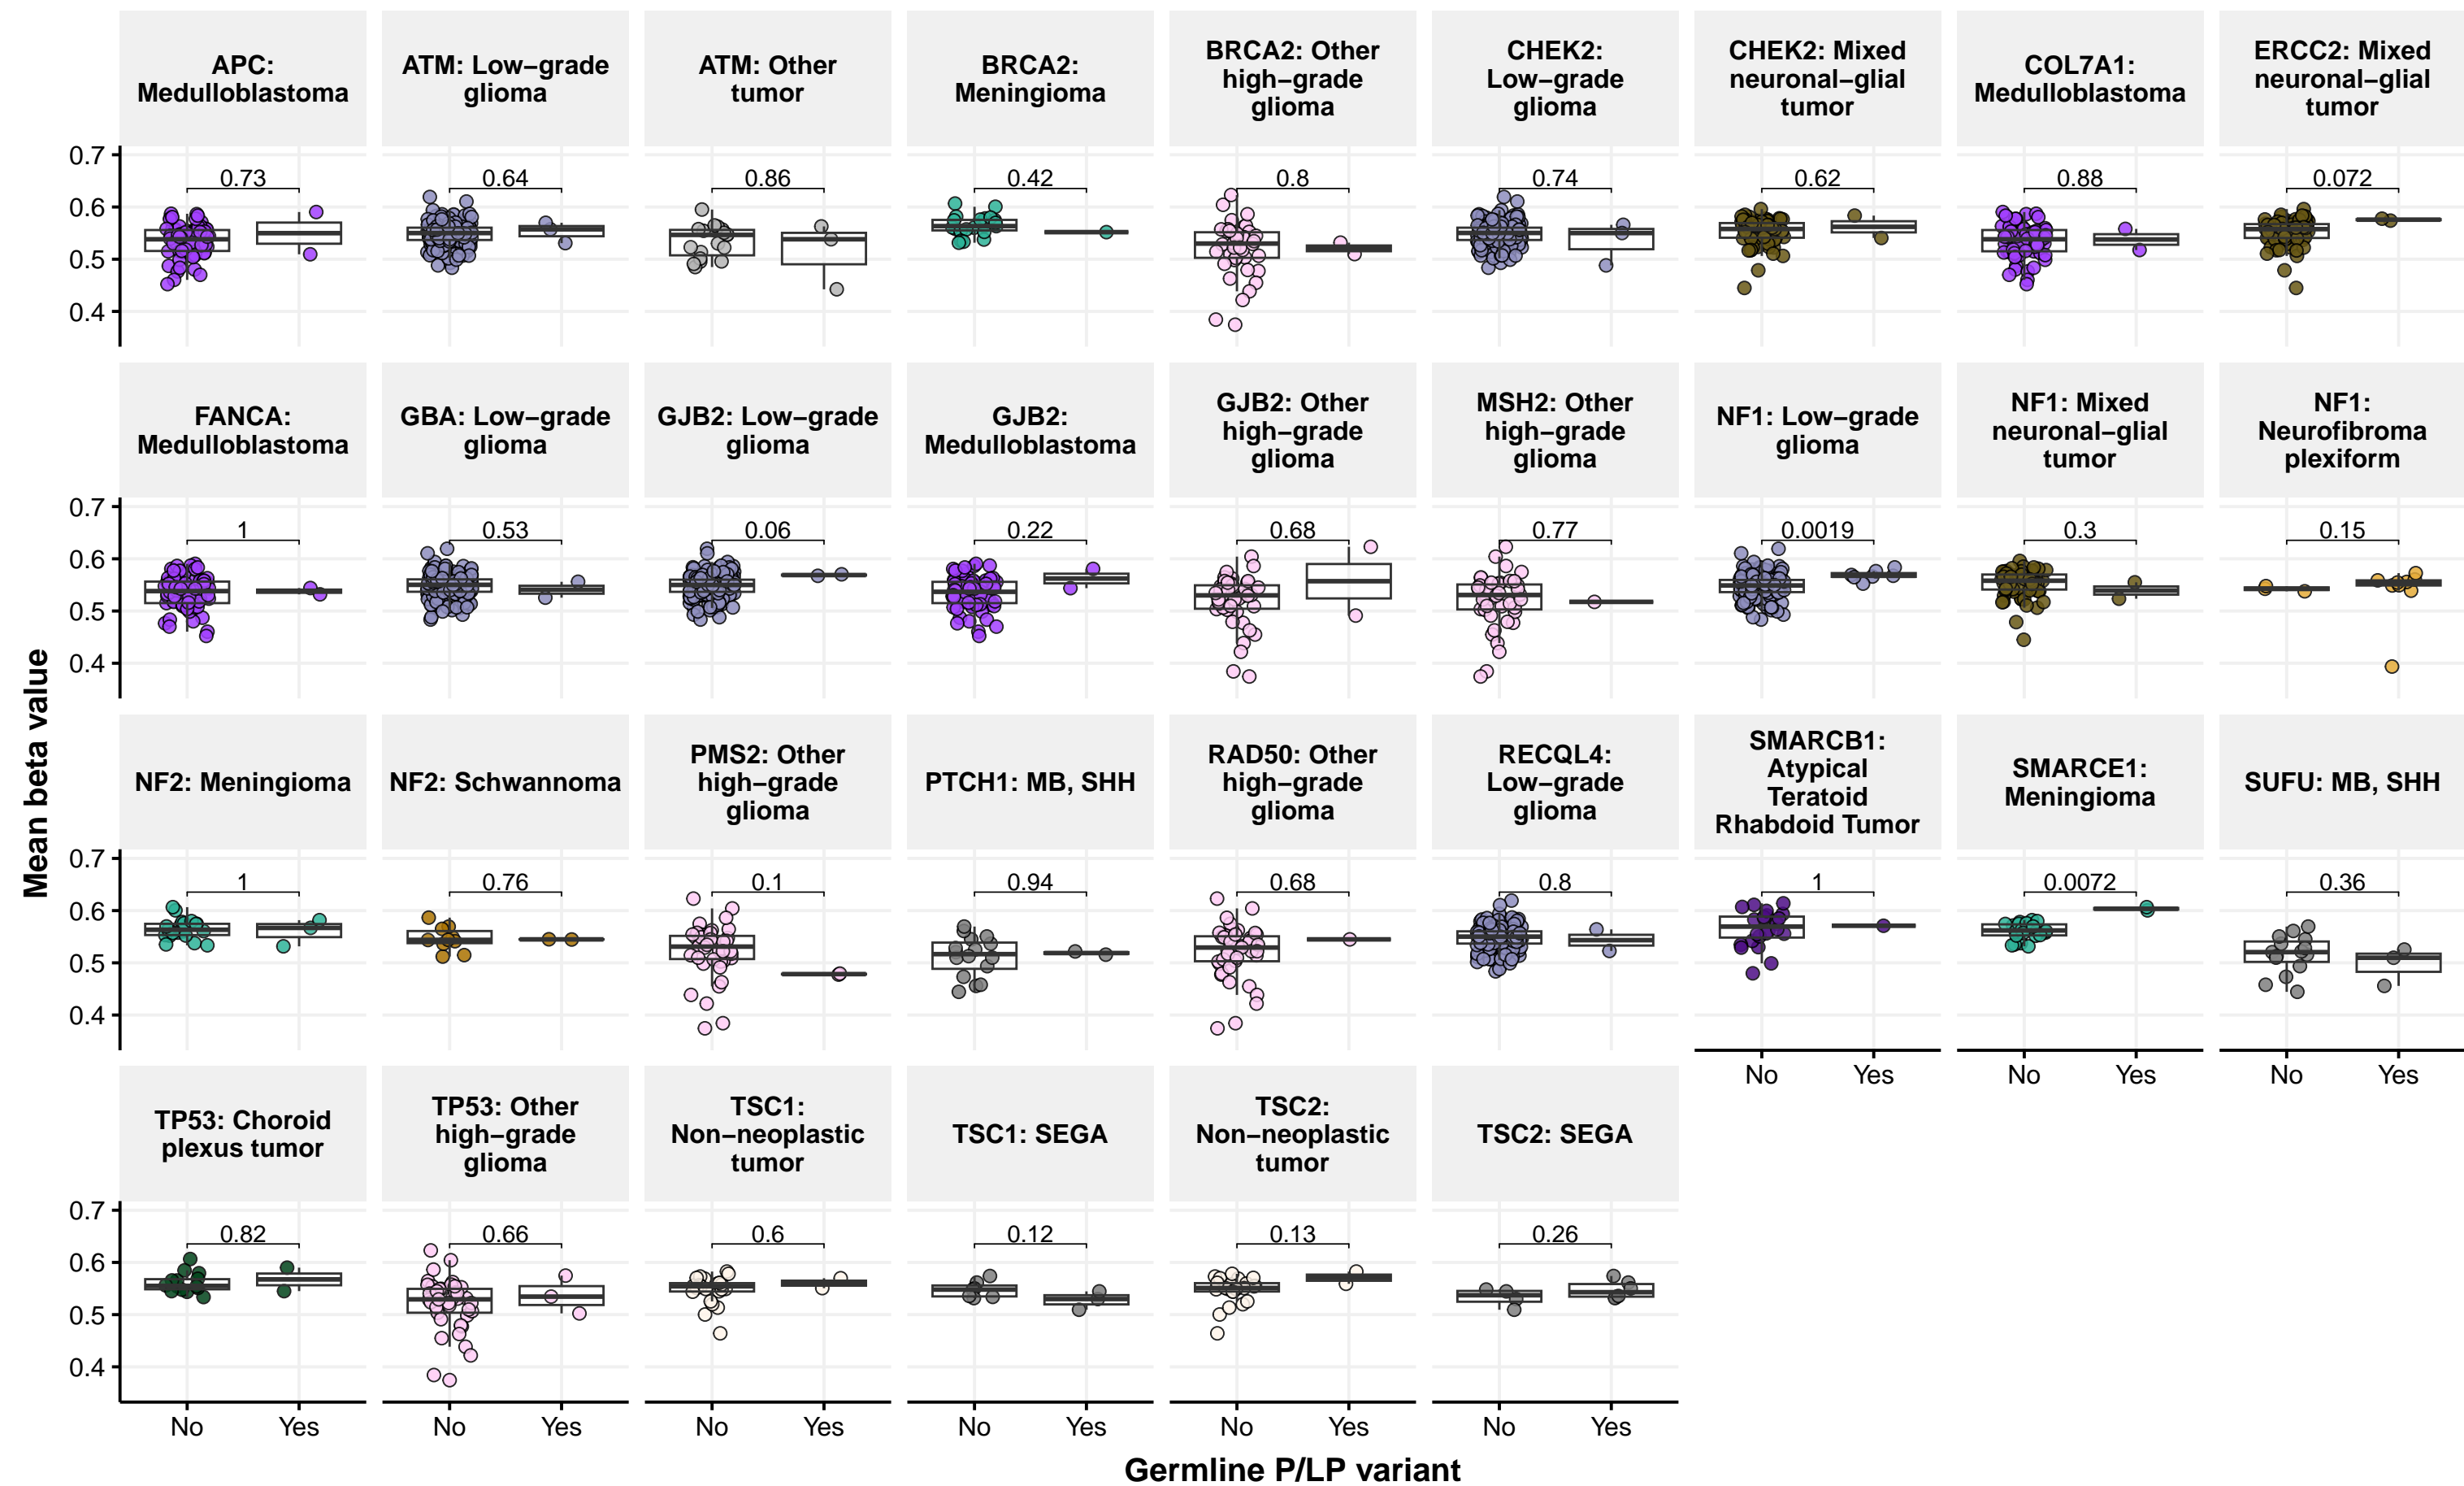 APC:
Medulloblastoma
ATM: Low−grade
glioma
ATM: Other
tumor
BRCA2:
Meningioma
BRCA2: Other
high−grade
glioma
CHEK2:
Low−grade
glioma
CHEK2: Mixed
neuronal−glial
tumor
COL7A1:
Medulloblastoma
ERCC2: Mixed
neuronal−glial
tumor
0.7
0.6
0.5
0.4
0.73
0.64
0.86
0.42
0.8
0.74
0.62
0.88
0.072
FANCA:
Medulloblastoma
GBA: Low−grade
glioma
GJB2: Low−grade
glioma
GJB2:
Medulloblastoma
GJB2: Other
high−grade
glioma
MSH2: Other
high−grade
glioma
NF1: Low−grade
glioma
NF1: Mixed
neuronal−glial
tumor
NF1:
Neurofibroma
plexiform
0.7
0.6
0.5
0.4
1
0.53
0.06
0.22
0.68
0.77
0.0019
0.3
0.15
Mean beta value
NF2: Meningioma
NF2: Schwannoma
PMS2: Other
high−grade
glioma
PTCH1: MB, SHH
RAD50: Other
high−grade
glioma
RECQL4:
Low−grade
glioma
SMARCB1:
Atypical
Teratoid
Rhabdoid Tumor
SMARCE1:
Meningioma
SUFU: MB, SHH
0.7
0.6
0.5
0.4
1
0.76
0.1
0.94
0.68
0.8
1
0.0072
0.36
No Yes
No Yes
No Yes
TP53: Choroid
plexus tumor
TP53: Other
high−grade
glioma
TSC1:
Non−neoplastic
tumor
TSC1: SEGA
TSC2:
Non−neoplastic
tumor
TSC2: SEGA
0.7
0.6
0.5
0.4
0.82
0.66
0.6
0.12
0.13
0.26
No Yes
No Yes
No Yes
No Yes
No Yes
No Yes
Germline P/LP variant